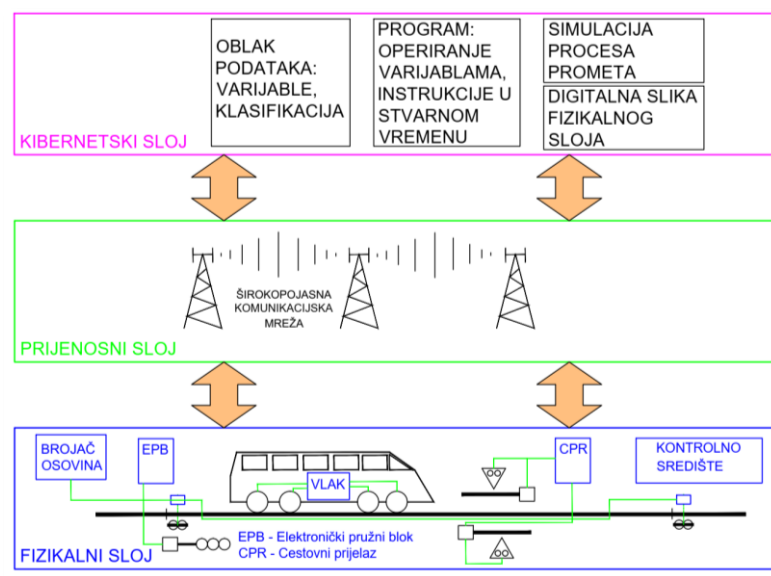 OBLAK
PODATAKA:
VARIJABLE,
KLASIFIKACIJA
PROGRAM:
OPERIRANJE
VARIJABLAMA,
INSTRUKCIJE U
STVARNOM
VREMENU
SIMULACIJA
PROCESA
PROMETA
DIGITALNA SLIKA
FIZIKALNOG
SLOJA
KIBERNETSKI SLOJ
ŠIROKOPOJASNA
KOMUNIKACIJSKA
MREŽA
PRIJENOSNI SLOJ
BROJAČ
OSOVINA
EPB
VLAK
CPR
KONTROLNO
SREDIŠTE
EPB - Elektronički pružni blok
CPR - Cestovni prijelaz
FIZIKALNI SLOJ